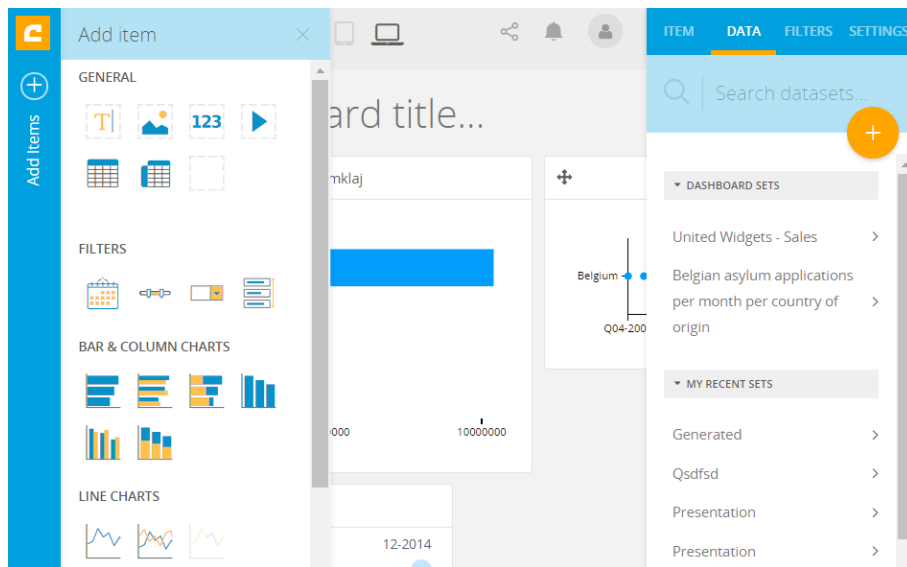 Add item
GENERAL
T
123
FILTERS
BAR & COLUMN CHARTS
LINE CHARTS
Add Items
ard title...
mklaj
000
10000000
12-2014
Belgium
Q04-200
ITEM
DATA
FILTERS
SETTINGS
Search datasets...
DASHBOARD SETS
United Widgets - Sales
Belgian asylum applications
per month per country of
origin
MY RECENT SETS
Generated
Qsdfsd
Presentation
Presentation